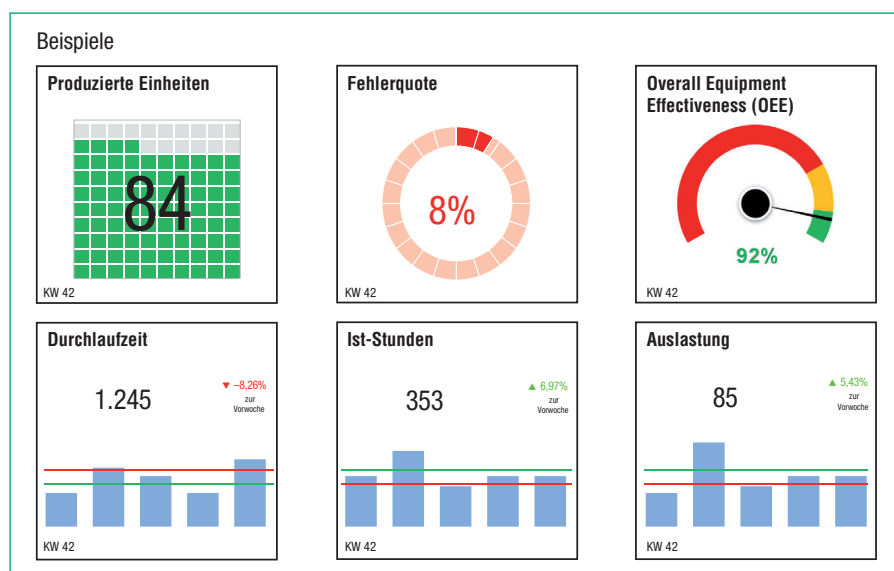 Beispiele
Produzierte Einheiten
84
KW 42
Fehlerquote
8%
KW 42
Overall Equipment
Effectiveness (OEE)
92%
KW 42
Durchlaufzeit
1.245
▼ –8,26%
zur
Vorwoche
KW 42
Ist-Stunden
353
▲ 6,97%
zur
Vorwoche
KW 42
Auslastung
85
▲ 5,43%
zur
Vorwoche
KW 42